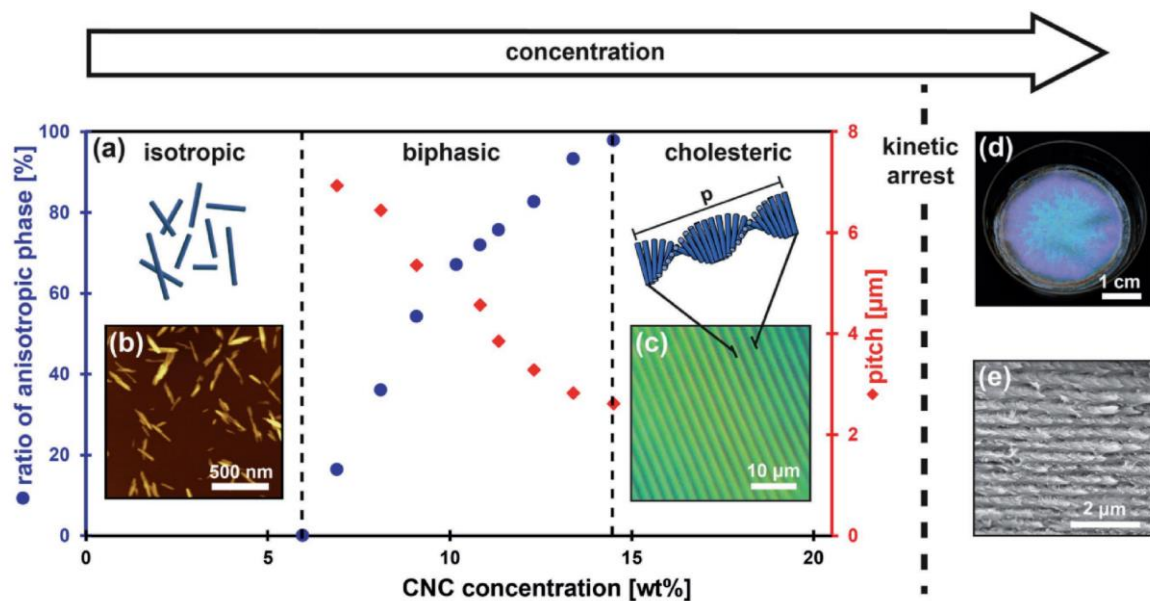 concentration
(a)
isotropic
biphasic
cholesteric
kinetic
arrest
(d)
1 cm
p
(b)
500 nm
(c)
10 µm
(e)
2 µm
ratio of anisotropic phase [%]
100
80
60
40
20
0
pitch [µm]
8
6
4
2
0
0
5
10
15
20
CNC concentration [wt%]